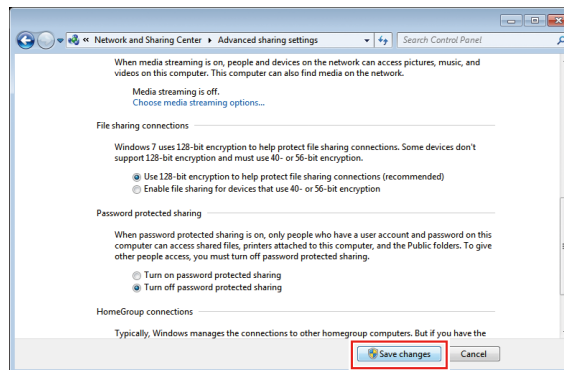 « Network and Sharing Center ▸ Advanced sharing settings
Search Control Panel
When media streaming is on, people and devices on the network can access pictures, music, and
videos on this computer. This computer can also find media on the network.
Media streaming is off.
Choose media streaming options...
File sharing connections
Windows 7 uses 128-bit encryption to help protect file sharing connections. Some devices don't
support 128-bit encryption and must use 40- or 56-bit encryption.
Use 128-bit encryption to help protect file sharing connections (recommended)
Enable file sharing for devices that use 40- or 56-bit encryption
Password protected sharing
When password protected sharing is on, only people who have a user account and password on this
computer can access shared files, printers attached to this computer, and the Public folders. To give
other people access, you must turn off password protected sharing.
Turn on password protected sharing
Turn off password protected sharing
HomeGroup connections
Typically, Windows manages the connections to other homegroup computers. But if you have the
Save changes
Cancel